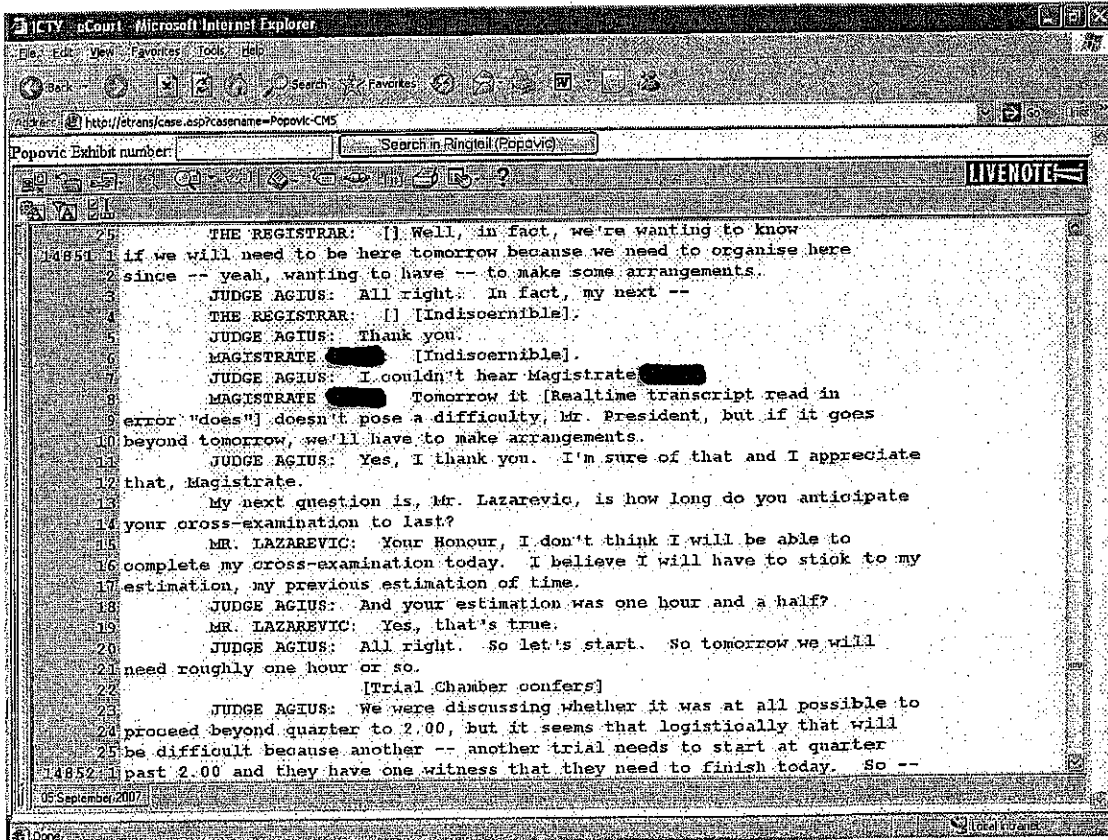 ICTY - eCourt - Microsoft Internet Explorer
File Edit View Favorites Tools Help
Back Search Favorites
Address http://etrans/case.asp?casename=Popovic-CMS Go
Popovic Exhibit number: Search in Ringtail (Popovic)
LIVENOTE
25 THE REGISTRAR: [] Well, in fact, we're wanting to know
14851 1 if we will need to be here tomorrow because we need to organise here
2 since -- yeah, wanting to have -- to make some arrangements.
3 JUDGE AGIUS: All right. In fact, my next --
4 THE REGISTRAR: [] [Indiscernible].
5 JUDGE AGIUS: Thank you.
6 MAGISTRATE [Indiscernible].
7 JUDGE AGIUS: I couldn't hear Magistrate
8 MAGISTRATE Tomorrow it [Realtime transcript read in
9 error "does"] doesn't pose a difficulty, Mr. President, but if it goes
10 beyond tomorrow, we'll have to make arrangements.
11 JUDGE AGIUS: Yes, I thank you. I'm sure of that and I appreciate
12 that, Magistrate.
13 My next question is, Mr. Lazarevic, is how long do you anticipate
14 your cross-examination to last?
15 MR. LAZAREVIC: Your Honour, I don't think I will be able to
16 complete my cross-examination today. I believe I will have to stick to my
17 estimation, my previous estimation of time.
18 JUDGE AGIUS: And your estimation was one hour and a half?
19 MR. LAZAREVIC: Yes, that's true.
20 JUDGE AGIUS: All right. So let's start. So tomorrow we will
21 need roughly one hour or so.
22 [Trial Chamber confers]
23 JUDGE AGIUS: We were discussing whether it was at all possible to
24 proceed beyond quarter to 2.00, but it seems that logistically that will
25 be difficult because another -- another trial needs to start at quarter
14852 1 past 2.00 and they have one witness that they need to finish today. So --
05 September 2007
Done Local intranet